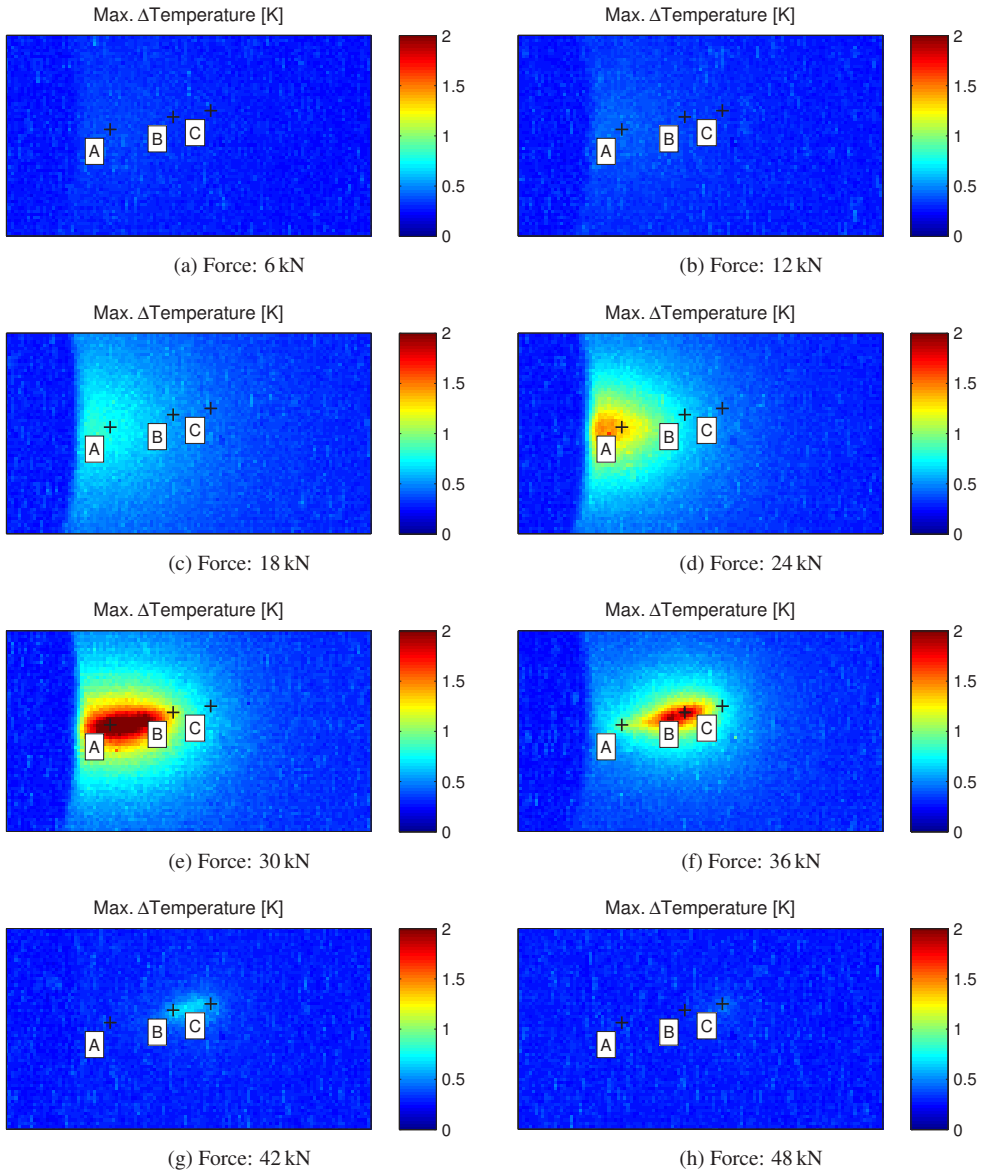 Max. ΔTemperature [K]
A
B
C
2
1.5
1
0.5
0
(a) Force: 6 kN
Max. ΔTemperature [K]
A
B
C
2
1.5
1
0.5
0
(b) Force: 12 kN
Max. ΔTemperature [K]
A
B
C
2
1.5
1
0.5
0
(c) Force: 18 kN
Max. ΔTemperature [K]
A
B
C
2
1.5
1
0.5
0
(d) Force: 24 kN
Max. ΔTemperature [K]
A
B
C
2
1.5
1
0.5
0
(e) Force: 30 kN
Max. ΔTemperature [K]
A
B
C
2
1.5
1
0.5
0
(f) Force: 36 kN
Max. ΔTemperature [K]
A
B
C
2
1.5
1
0.5
0
(g) Force: 42 kN
Max. ΔTemperature [K]
A
B
C
2
1.5
1
0.5
0
(h) Force: 48 kN